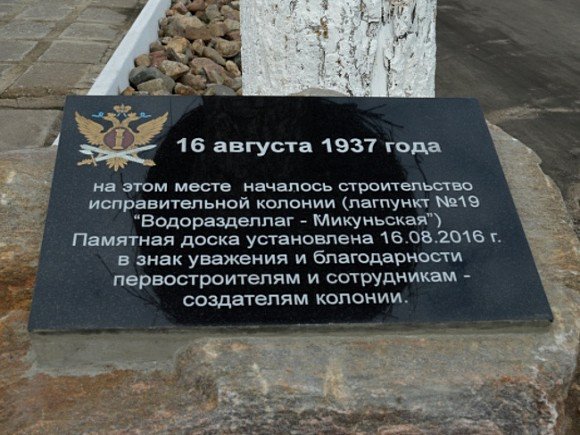 16 августа 1937 года
на этом месте началось строительство
исправительной колонии (лагпункт №19
“Водоразделлаг - Микуньская”)
Памятная доска установлена 16.08.2016 г.
в знак уважения и благодарности
первостроителям и сотрудникам -
создателям колонии.